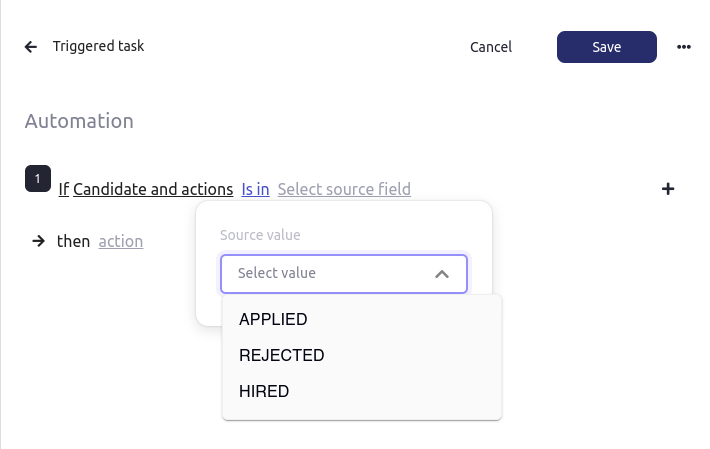 Triggered task
Cancel
Save
Automation
1
If Candidate and actions Is in Select source field
then action
Source value
Select value
APPLIED
REJECTED
HIRED